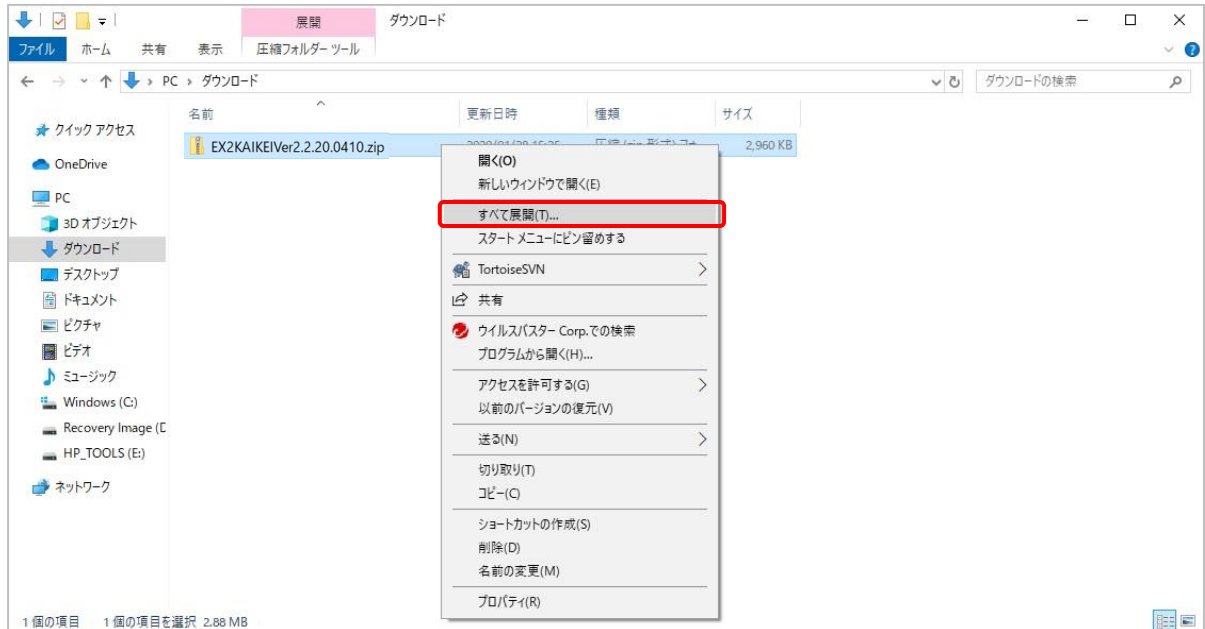 展開
ダウンロード
ファイル ホーム 共有 表示 圧縮フォルダー ツール
PC › ダウンロード
ダウンロードの検索
名前 更新日時 種類 サイズ
EX2KAIKEIVer2.2.20.0410.zip 2,960 KB
クイック アクセス
OneDrive
PC
3D オブジェクト
ダウンロード
デスクトップ
ドキュメント
ピクチャ
ビデオ
ミュージック
Windows (C:)
Recovery Image (D
HP_TOOLS (E:)
ネットワーク
開く(O)
新しいウィンドウで開く(E)
すべて展開(T)...
スタート メニューにピン留めする
TortoiseSVN
共有
ウイルスバスター Corp.での検索
プログラムから開く(H)...
アクセスを許可する(G)
以前のバージョンの復元(V)
送る(N)
切り取り(T)
コピー(C)
ショートカットの作成(S)
削除(D)
名前の変更(M)
プロパティ(R)
1 個の項目 1 個の項目を選択 2.88 MB